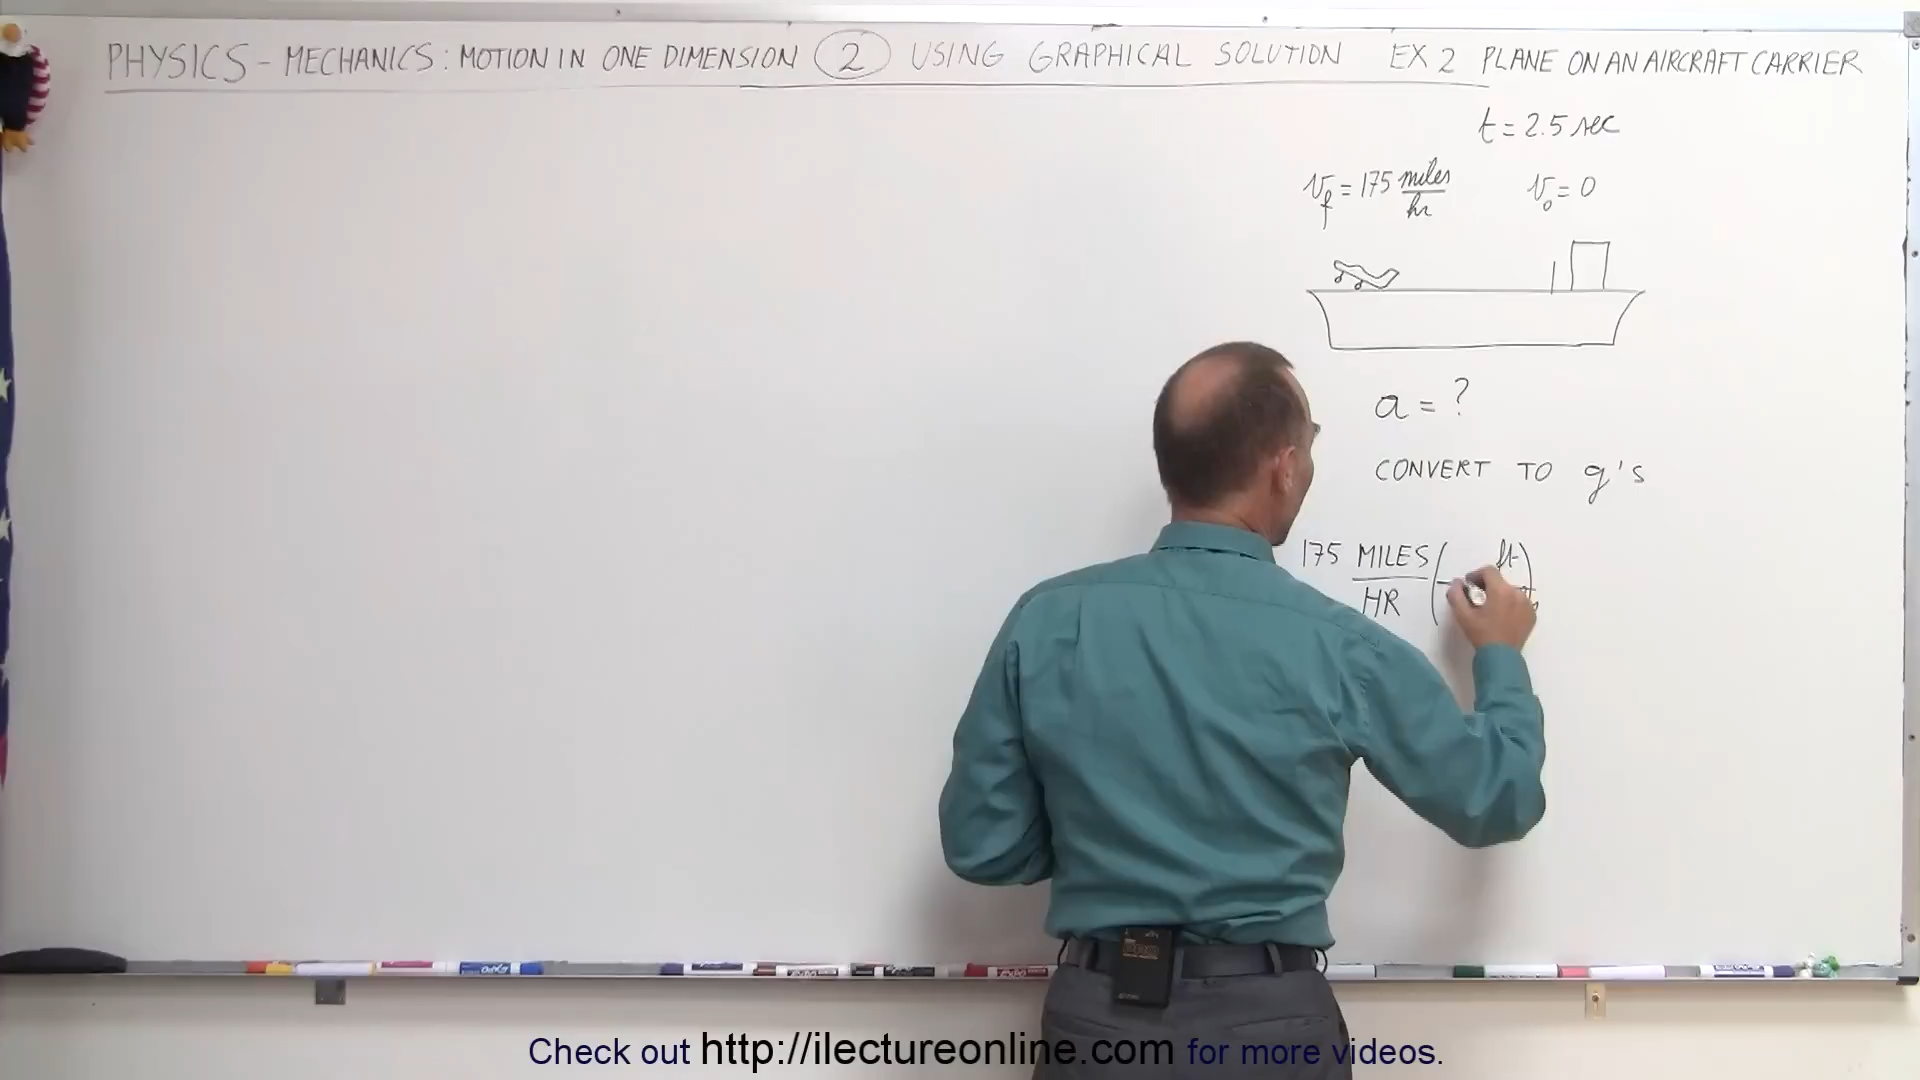 PHYSICS - MECHANICS: MOTION IN ONE DIMENSION 2 USING GRAPHICAL SOLUTION EX 2 PLANE ON AN AIRCRAFT CARRIER
t = 2.5 sec
v_f = 175 miles/hr v_o = 0
a = ?
CONVERT TO g's
175 MILES/HR ( ft )
Check out http://ilectureonline.com for more videos.